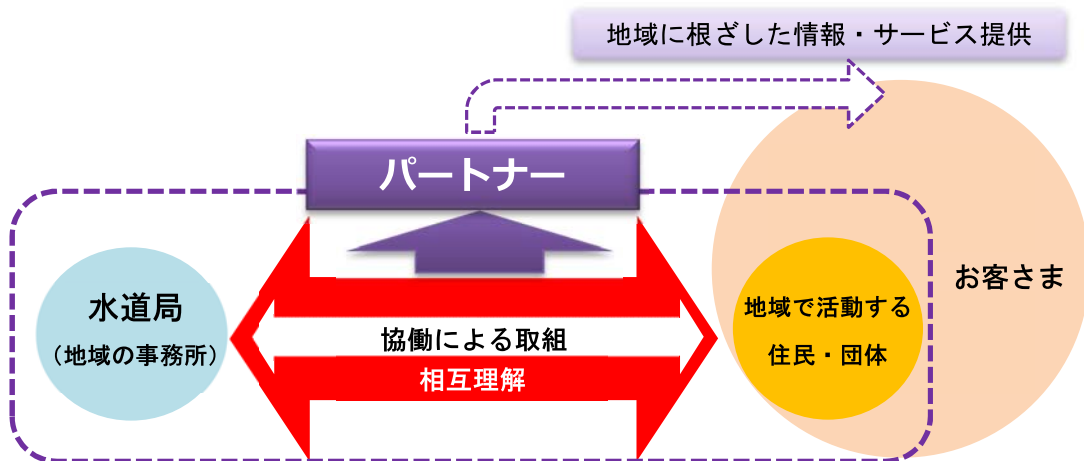 地域に根ざした情報・サービス提供
パートナー
水道局
（地域の事務所）
協働による取組
相互理解
地域で活動する
住民・団体
お客さま